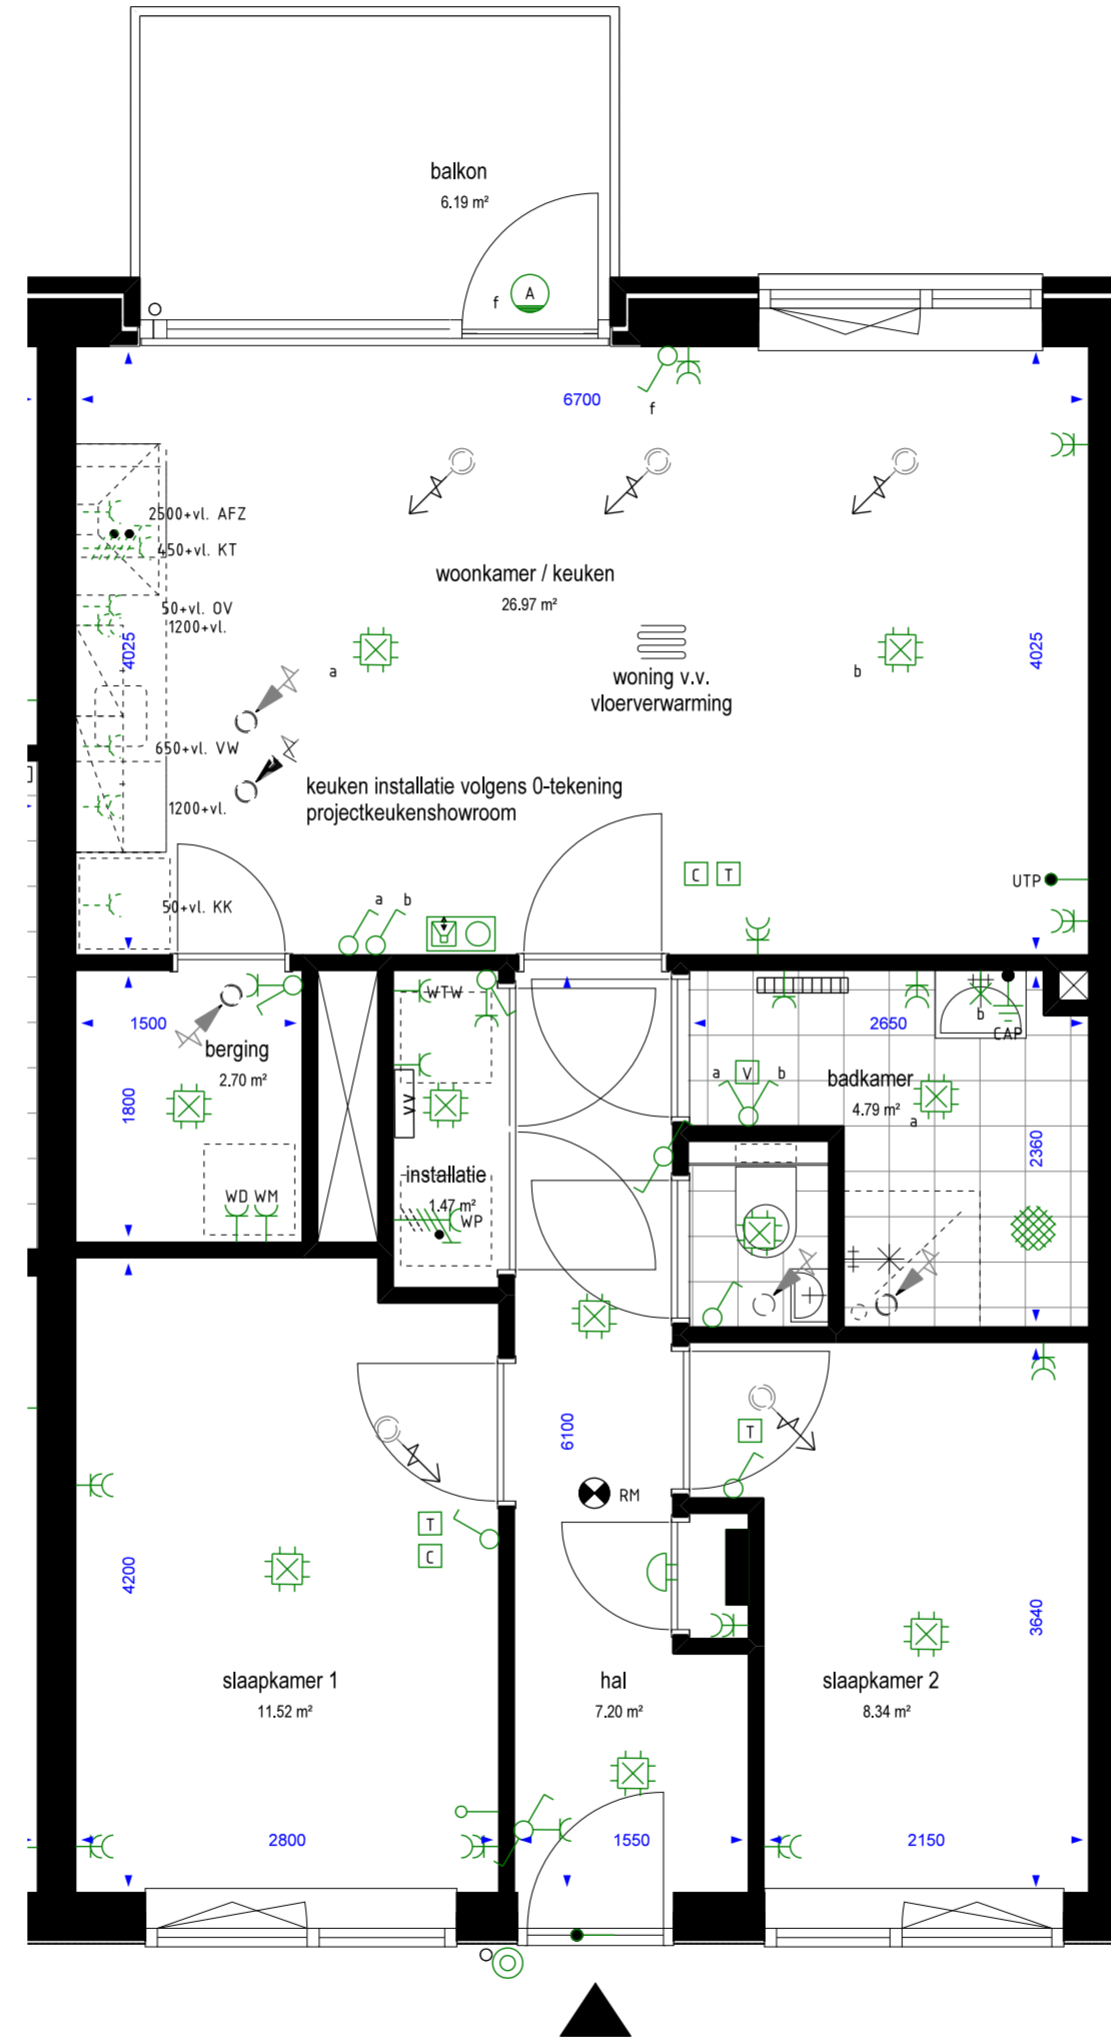 balkon
6.19 m²
f
A
6700
f
2500+vl. AFZ
450+vl. KT
woonkamer / keuken
26.97 m²
50+vl. OV
1200+vl.
4025
4025
a
b
woning v.v.
vloerverwarming
650+vl. VW
keuken installatie volgens 0-tekening
projectkeukenshowroom
1200+vl.
C T
UTP
50+vl. KK
a b
WTW
1500
2650
b
CAP
berging
2.70 m²
a V b
badkamer
4.79 m²
a
1800
VV
2360
installatie
1.47 m²
WD WM
WP
6100
T
RM
T
C
4200
3640
slaapkamer 1
11.52 m²
hal
7.20 m²
slaapkamer 2
8.34 m²
2800
1550
2150